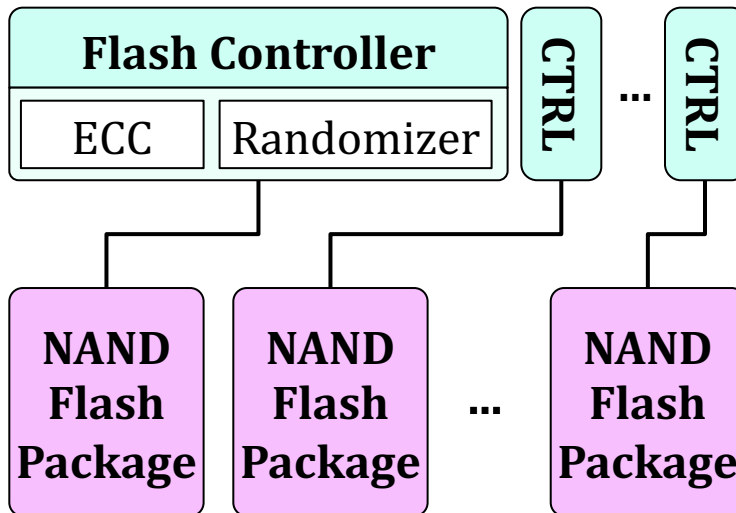 Flash Controller
ECC
Randomizer
CTRL
...
CTRL
NAND
Flash
Package
NAND
Flash
Package
...
NAND
Flash
Package